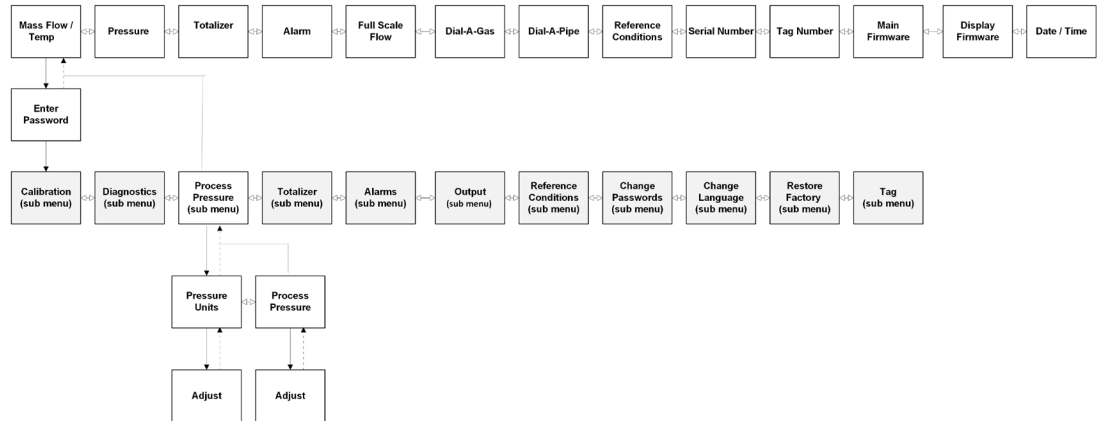 Mass Flow /
Temp
Pressure
Totalizer
Alarm
Full Scale
Flow
Dial-A-Gas
Dial-A-Pipe
Reference
Conditions
Serial Number
Tag Number
Main
Firmware
Display
Firmware
Date / Time
Enter
Password
Calibration
(sub menu)
Diagnostics
(sub menu)
Process
Pressure
(sub menu)
Totalizer
(sub menu)
Alarms
(sub menu)
Output
(sub menu)
Reference
Conditions
(sub menu)
Change
Passwords
(sub menu)
Change
Language
(sub menu)
Restore
Factory
(sub menu)
Tag
(sub menu)
Pressure
Units
Process
Pressure
Adjust
Adjust